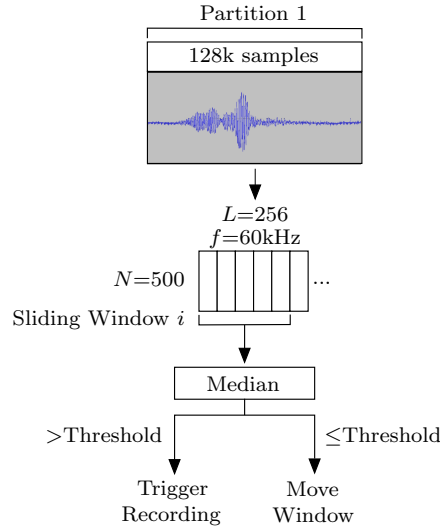 Partition 1
128k samples
L=256
f=60kHz
N=500
...
Sliding Window i
Median
>Threshold
≤Threshold
Trigger
Recording
Move
Window